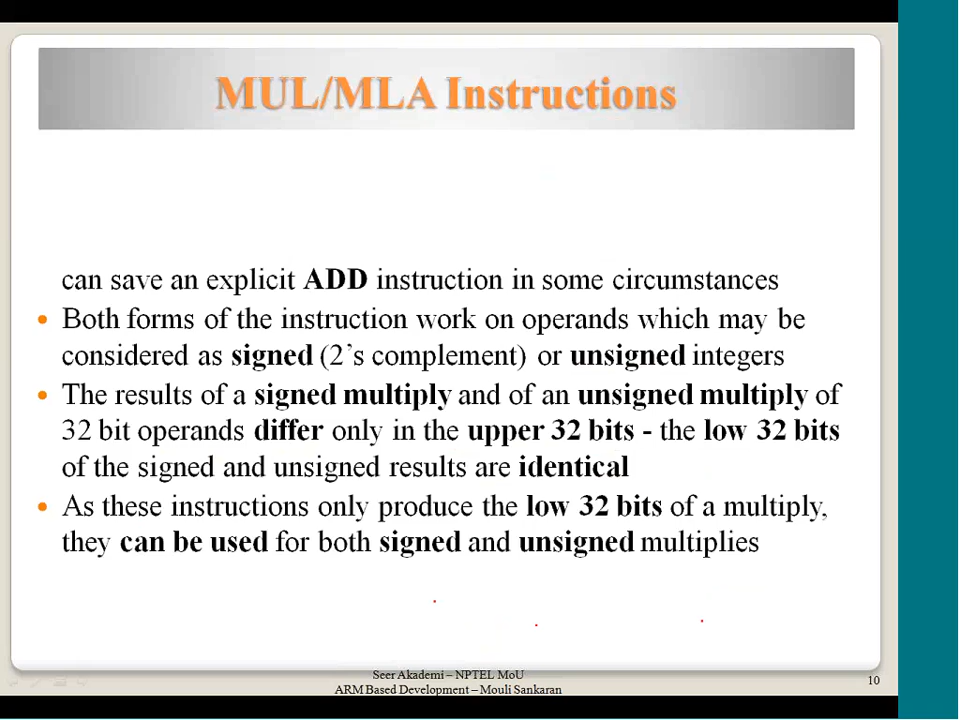 MUL/MLA Instructions
can save an explicit ADD instruction in some circumstances
• Both forms of the instruction work on operands which may be
considered as signed (2's complement) or unsigned integers
• The results of a signed multiply and of an unsigned multiply of
32 bit operands differ only in the upper 32 bits - the low 32 bits
of the signed and unsigned results are identical
• As these instructions only produce the low 32 bits of a multiply,
they can be used for both signed and unsigned multiplies
Seer Akademi – NPTEL MoU
ARM Based Development – Mouli Sankaran
10